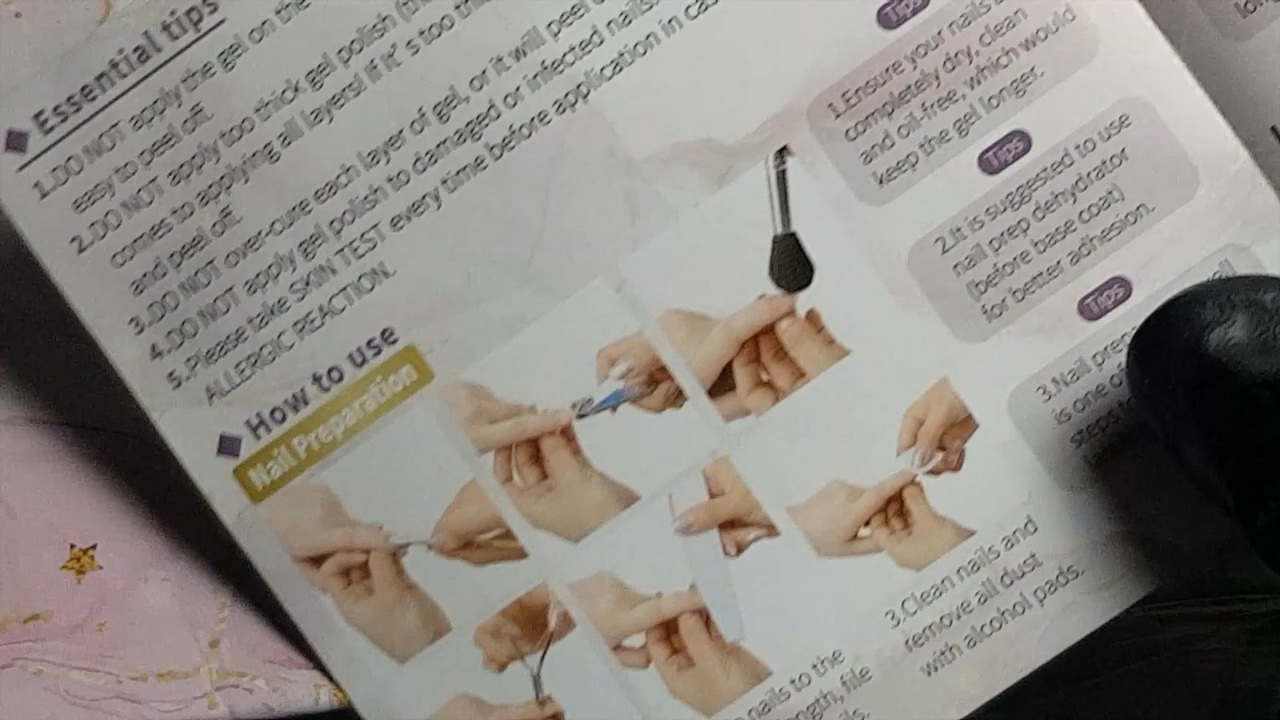 Essential tips
1.DO NOT apply the gel on the
easy to peel off.
2.DO NOT apply too thick gel polish
comes to applying all layers! If it's too
and peel off.
3.DO NOT over-cure each layer of gel, or it will peel
4.DO NOT apply gel polish to damaged or infected nails.
5.Please take SKIN TEST every time before application in
ALLERGIC REACTION.
How to use
Nail Preparation
Tips
1.Ensure your nails
completely dry, clean
and oil-free, which would
keep the gel longer.
Tips
2.It is suggested to use
nail prep dehydrator
(before base coat)
for better adhesion.
Tips
3.Nail prep
is one of
steps
3.Clean nails and
remove all dust
with alcohol pads.
nails to the
file